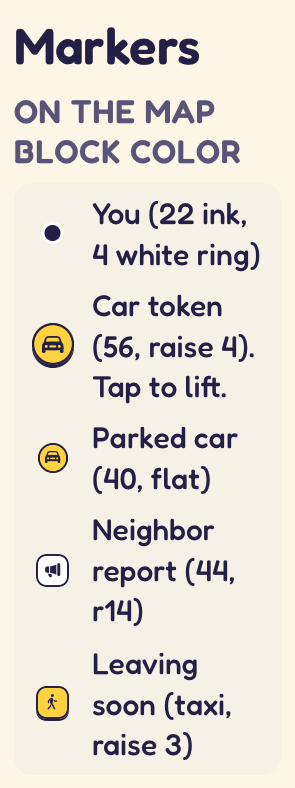 Markers
ON THE MAP
BLOCK COLOR
You (22 ink,
4 white ring)
Car token
(56, raise 4).
Tap to lift.
Parked car
(40, flat)
Neighbor
report (44,
r14)
Leaving
soon (taxi,
raise 3)